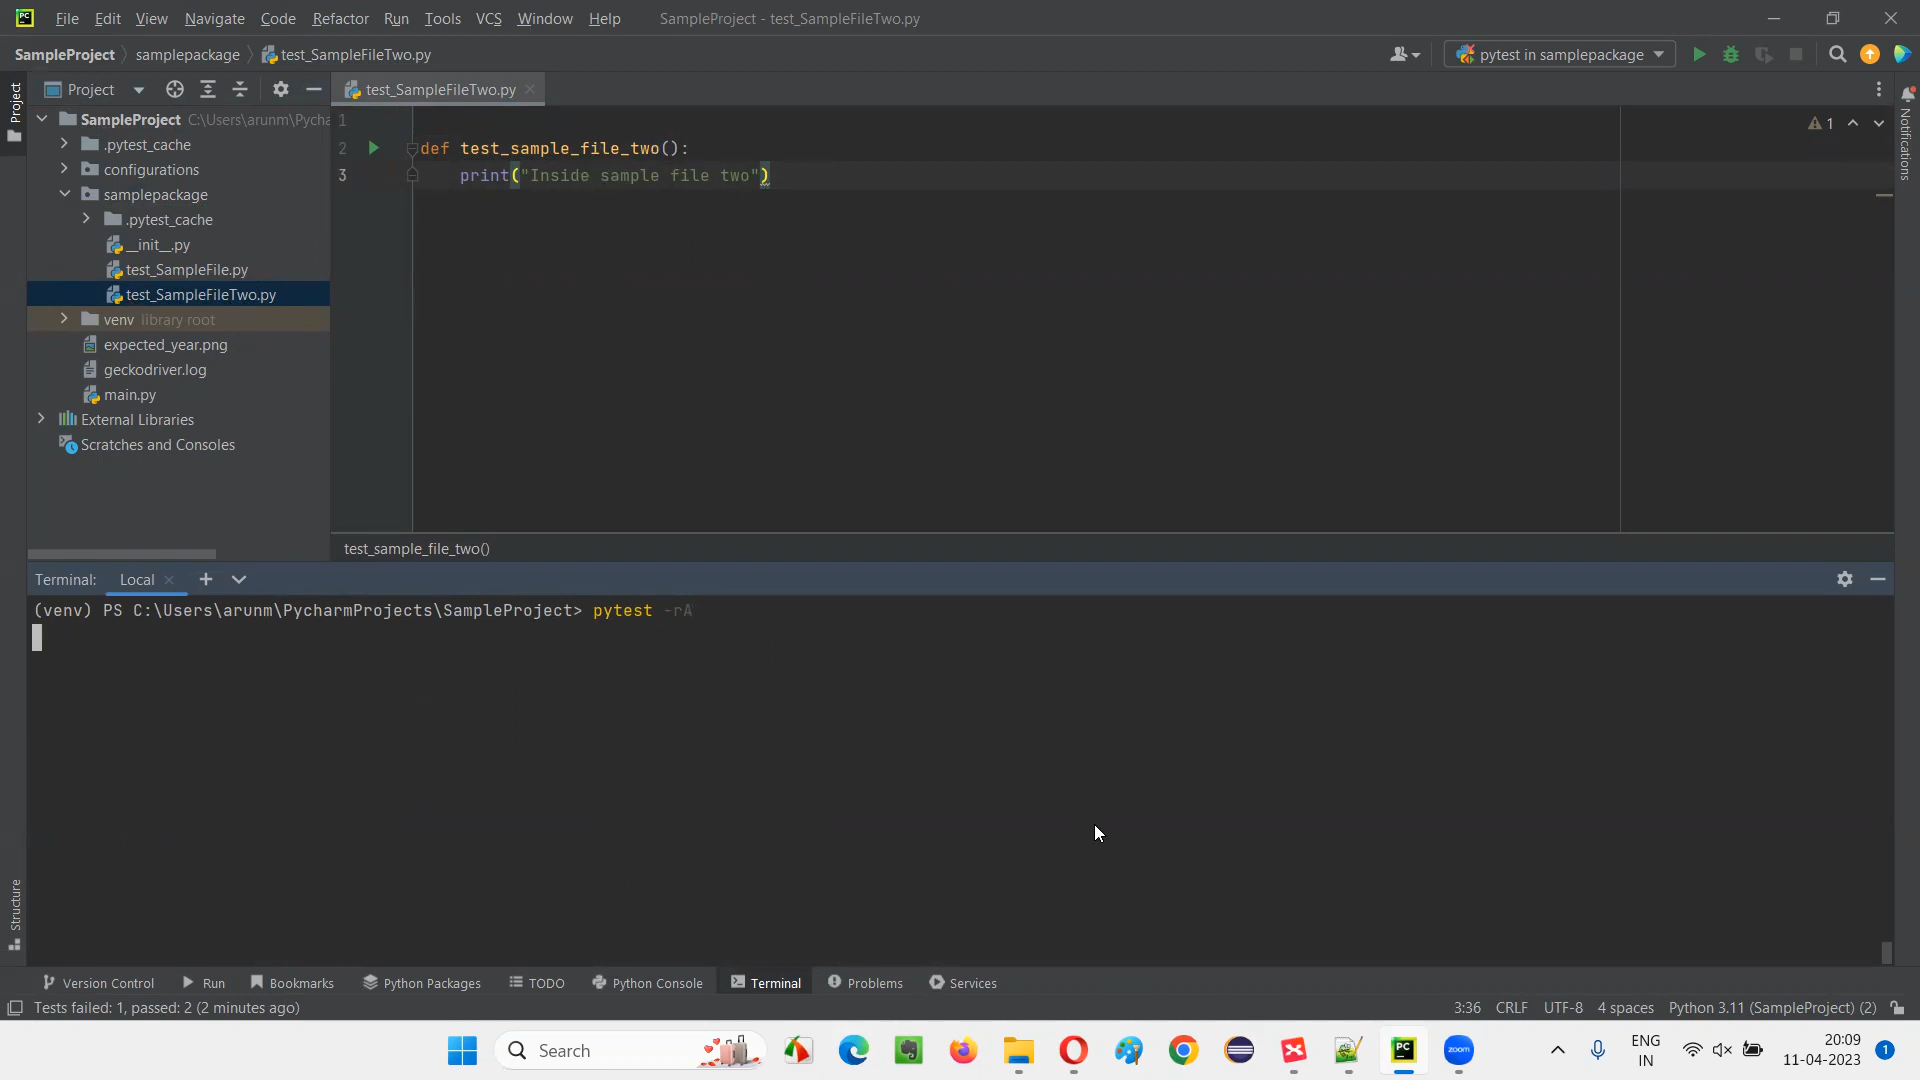 PC File Edit View Navigate Code Refactor Run Tools VCS Window Help SampleProject - test_SampleFileTwo.py
SampleProject samplepackage test_SampleFileTwo.py pytest in samplepackage
Project
Project
test_SampleFileTwo.py
Notifications
SampleProject C:\Users\arunm\Pycha
.pytest_cache
configurations
samplepackage
.pytest_cache
__init__.py
test_SampleFile.py
test_SampleFileTwo.py
venv library root
expected_year.png
geckodriver.log
main.py
External Libraries
Scratches and Consoles
1
2 def test_sample_file_two():
3 print("Inside sample file two")
1
test_sample_file_two()
Terminal: Local
(venv) PS C:\Users\arunm\PycharmProjects\SampleProject> pytest -rA
Structure
Version Control Run Bookmarks Python Packages TODO Python Console Terminal Problems Services
Tests failed: 1, passed: 2 (2 minutes ago) 3:36 CRLF UTF-8 4 spaces Python 3.11 (SampleProject) (2)
Search PC zoom ENG IN 20:09 11-04-2023 1